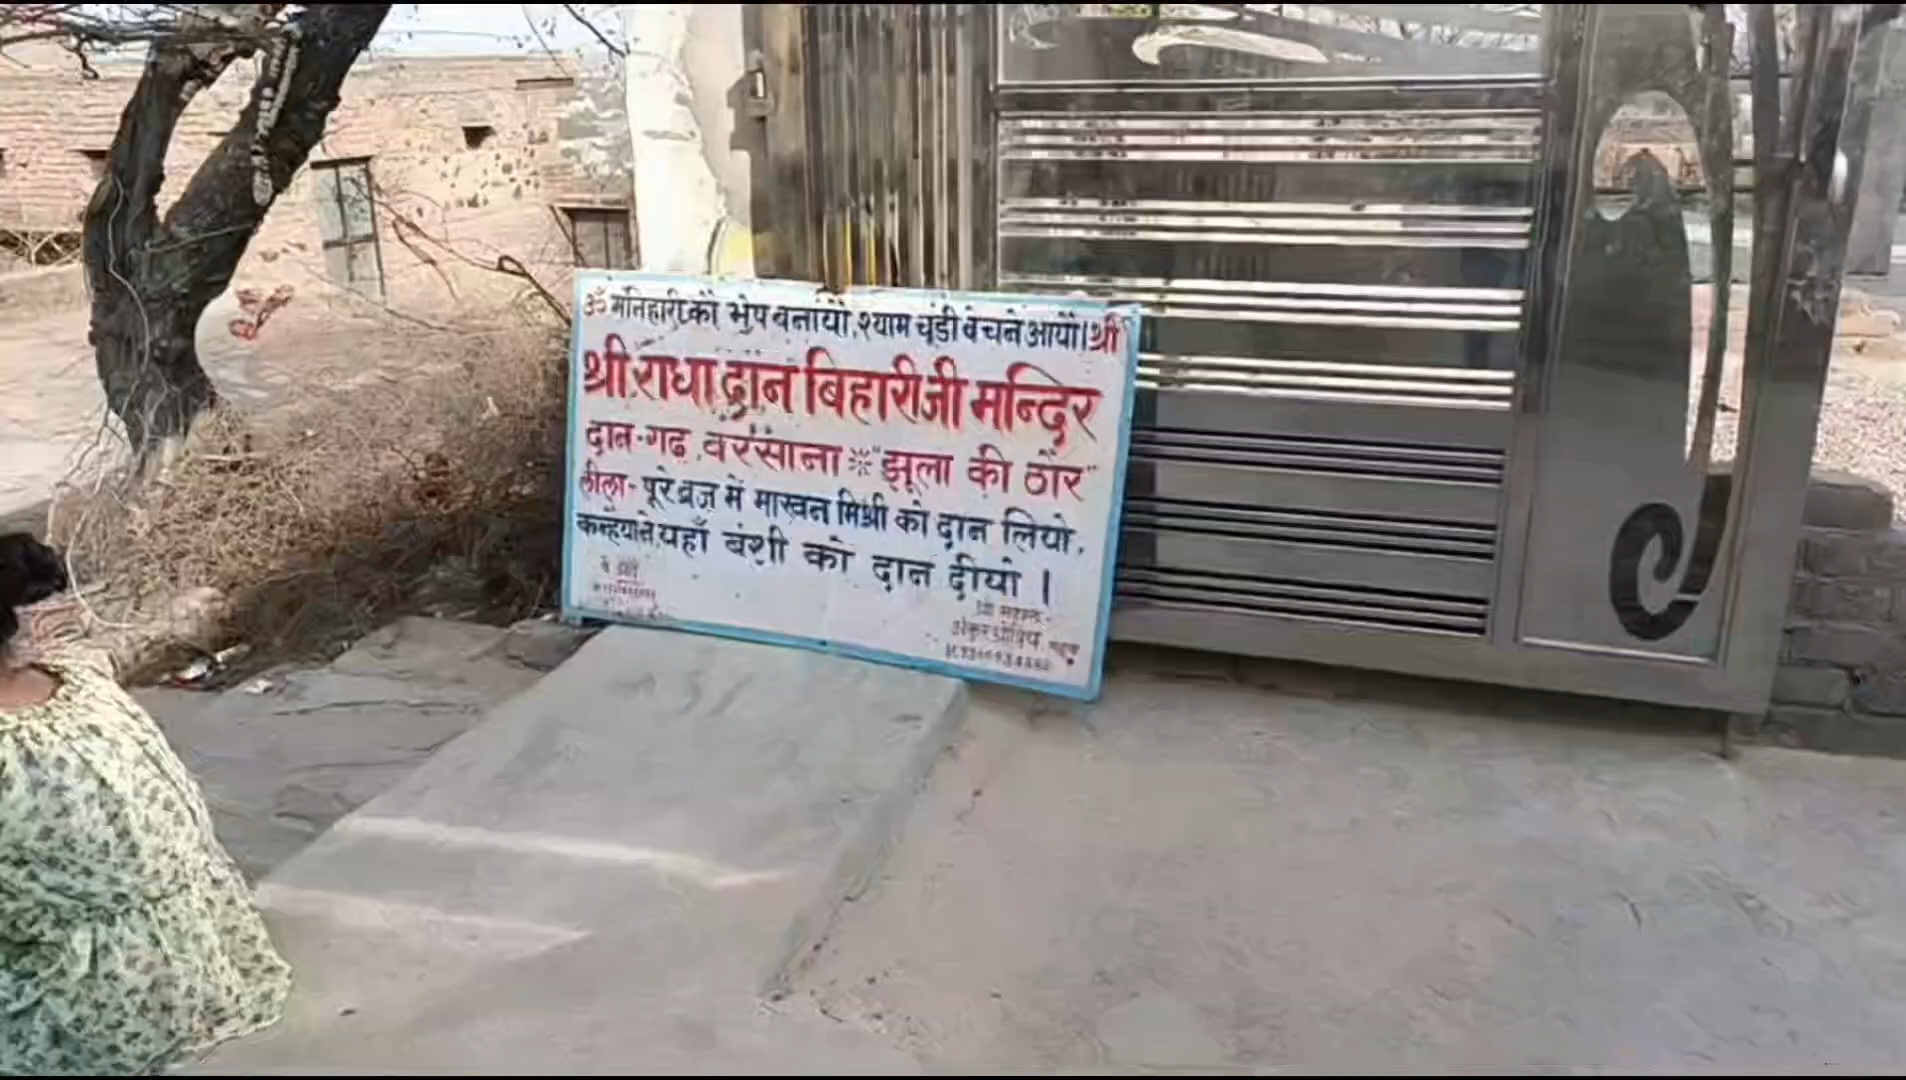 ॐ मनिहारी को भेष बनायो, श्याम चूडी बेचने आयो। श्री
श्री राधा दान बिहारी जी मन्दिर
दान-गढ़ बरसाना "झूला की ठौर"
लीला - पूरे ब्रज में माखन मिश्री को दान लियो,
कन्हैया ने यहाँ बंशी को दान दीयो ।